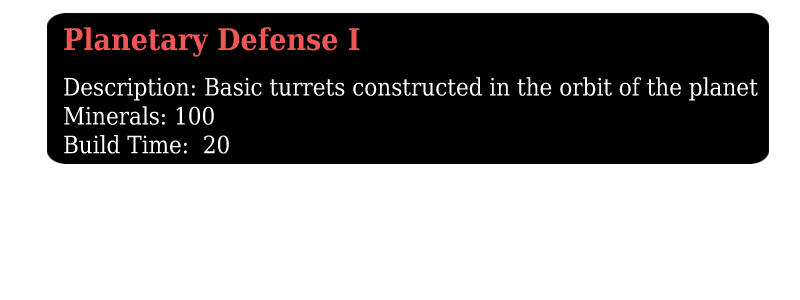 Planetary Defense I
Description: Basic turrets constructed in the orbit of the planet
Minerals: 100
Build Time:  20